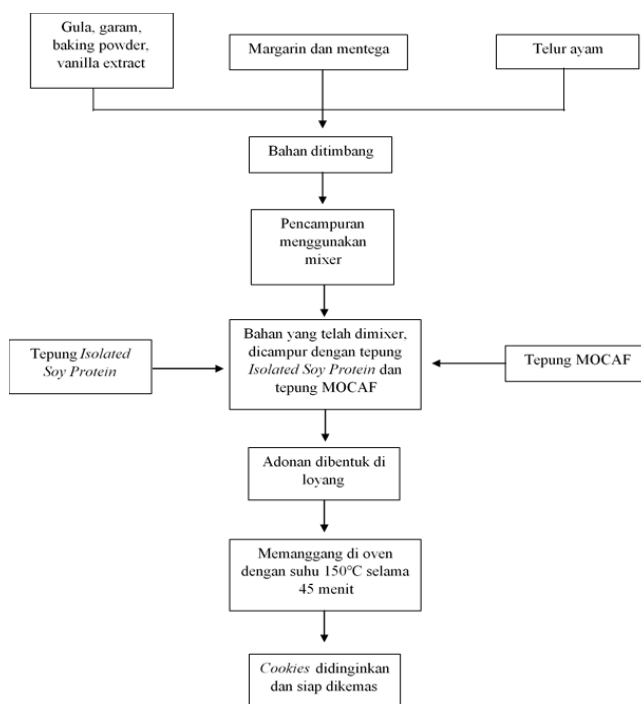 Gula, garam,
baking powder,
vanilla extract
Margarin dan mentega
Telur ayam
Bahan ditimbang
Pencampuran
menggunakan
mixer
Tepung Isolated
Soy Protein
Bahan yang telah dimixer,
dicampur dengan tepung
Isolated Soy Protein dan
tepung MOCAF
Tepung MOCAF
Adonan dibentuk di
loyang
Memanggang di oven
dengan suhu 150°C selama
45 menit
Cookies didinginkan
dan siap dikemas